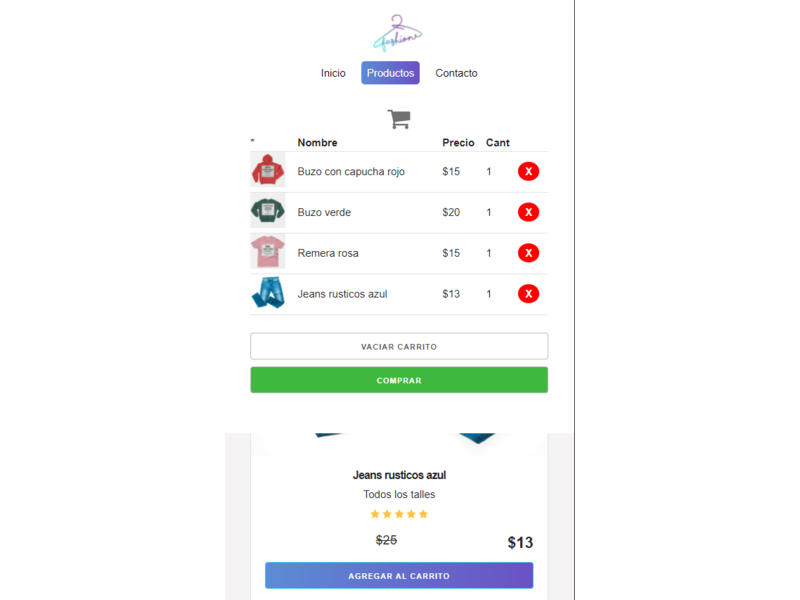 fashion
Inicio Productos Contacto
* Nombre Precio Cant
Buzo con capucha rojo $15 1 X
Buzo verde $20 1 X
Remera rosa $15 1 X
Jeans rusticos azul $13 1 X
VACIAR CARRITO
COMPRAR
Jeans rusticos azul
Todos los talles
$25 $13
AGREGAR AL CARRITO